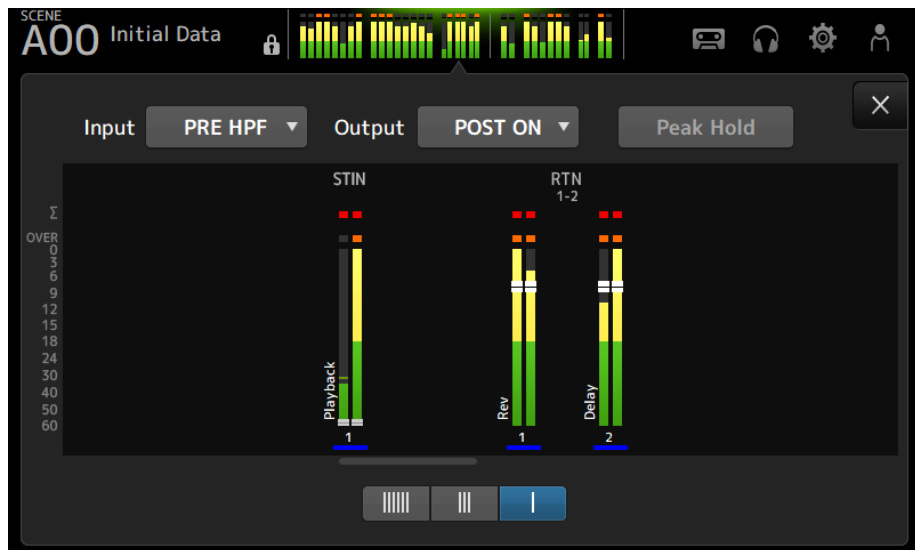 SCENE
A00 Initial Data
Input PRE HPF Output POST ON Peak Hold
STIN RTN
1-2
Σ
OVER
0
3
6
9
12
15
18
24
30
40
50
60
Playback Rev Delay
1 1 2